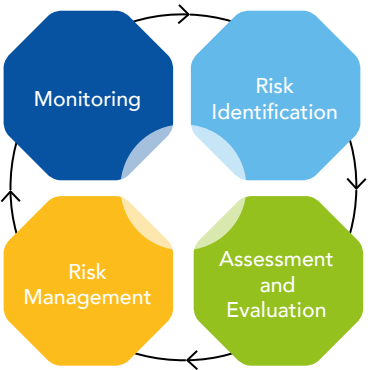 Monitoring
Risk
Identification
Assessment
and
Evaluation
Risk
Management